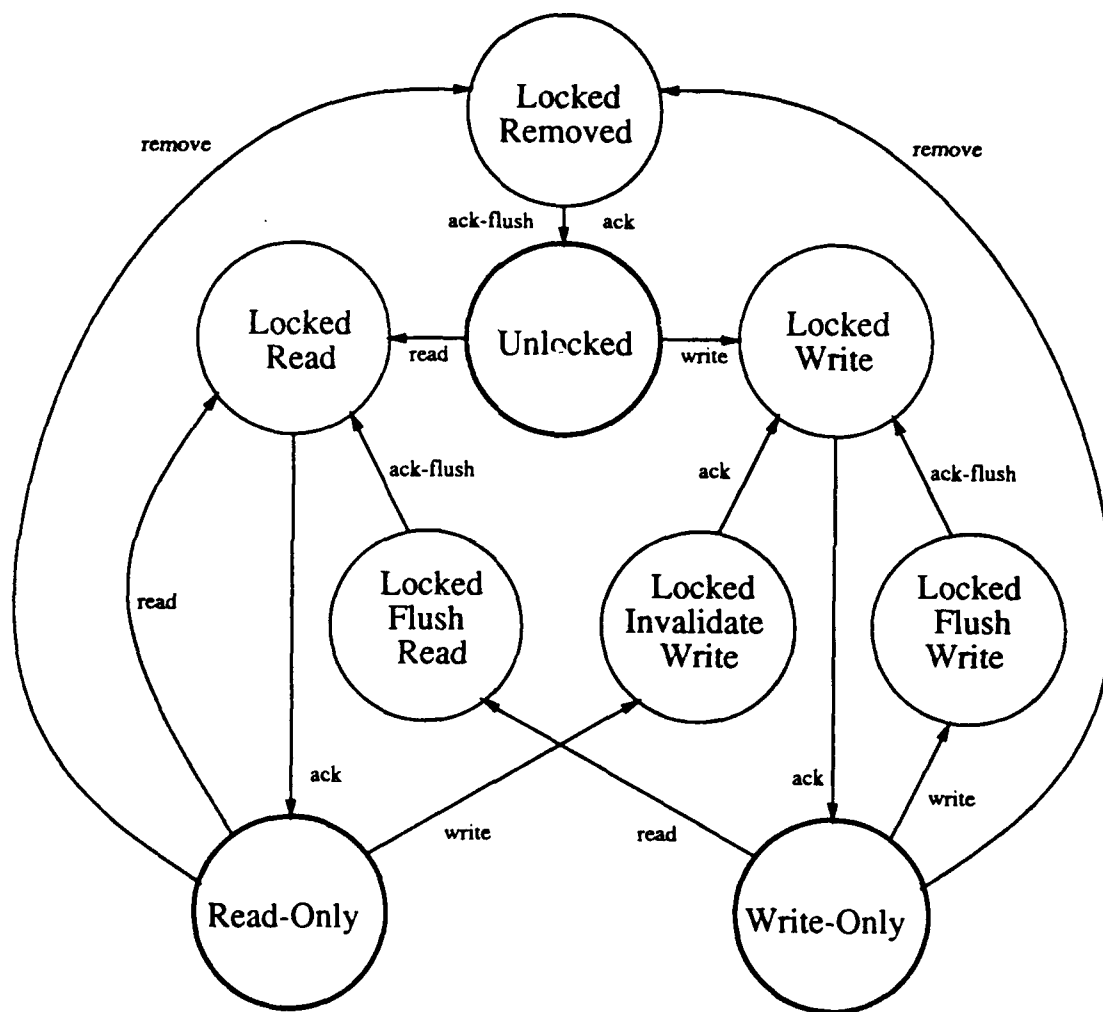 Locked
Removed
remove
remove
ack-flush
ack
Locked
Read
read
Unlocked
write
Locked
Write
ack-flush
ack
ack-flush
read
Locked
Flush
Read
Locked
Invalidate
Write
Locked
Flush
Write
ack
write
read
ack
write
Read-Only
Write-Only